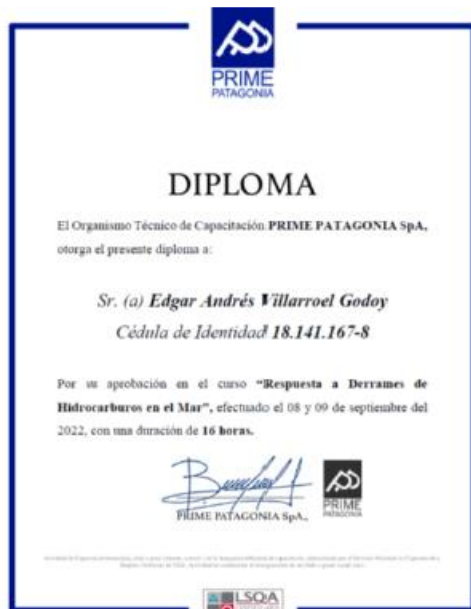 PRIME
PATAGONIA
DIPLOMA
El Organismo Técnico de Capacitación PRIME PATAGONIA SpA,
otorga el presente diploma a:
Sr. (a) Edgar Andrés Villarroel Godoy
Cédula de Identidad 18.141.167-8
Por su aprobación en el curso “Respuesta a Derrames de
Hidrocarburos en el Mar”, efectuado el 08 y 09 de septiembre del
2022, con una duración de 16 horas.
PRIME PATAGONIA SpA,
PRIME
PATAGONIA
LSQA